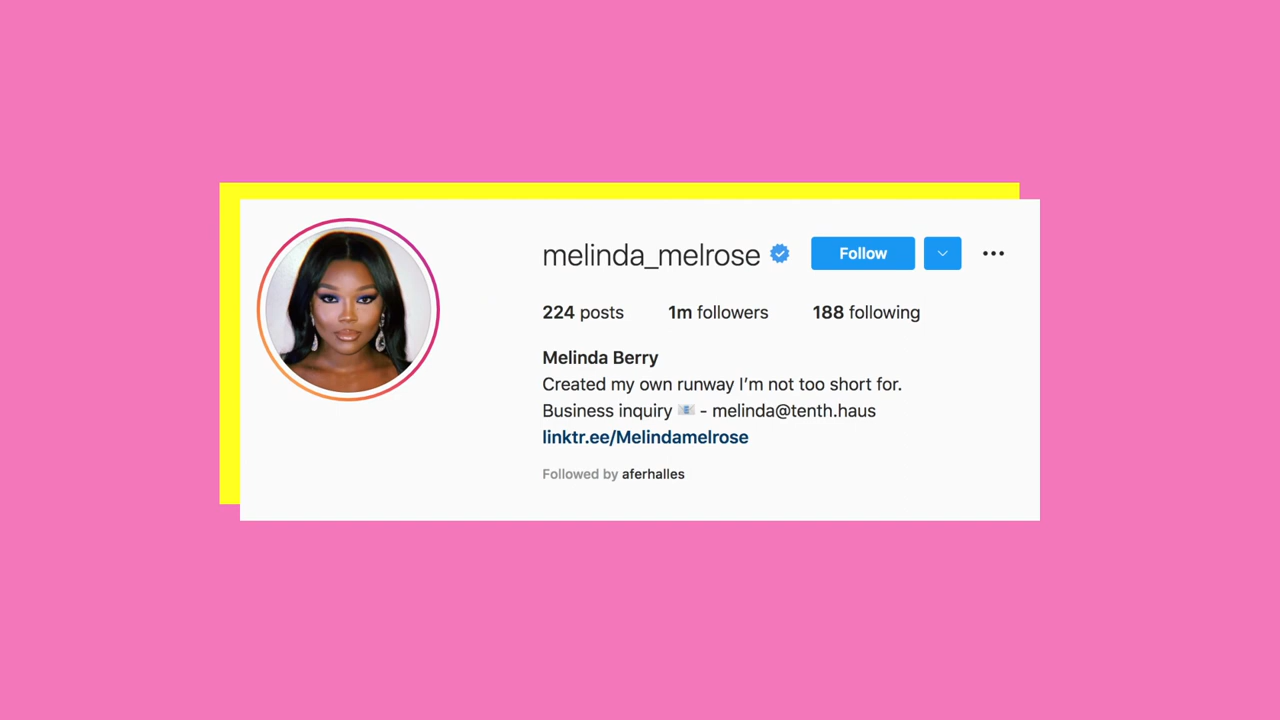 melinda_melrose Follow
224 posts 1m followers 188 following
Melinda Berry
Created my own runway I’m not too short for.
Business inquiry 📧 - melinda@tenth.haus
linktr.ee/Melindamelrose
Followed by aferhalles